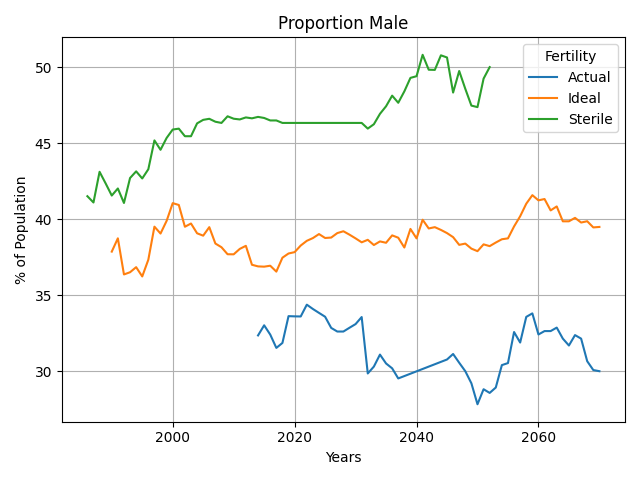 Proportion Male
Fertility
Actual
Ideal
Sterile
% of Population
50
45
40
35
30
2000
2020
2040
2060
Years